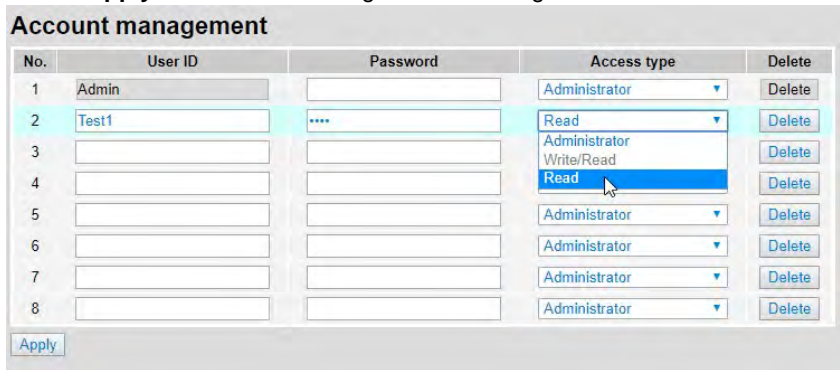 Account management
No. User ID Password Access type Delete
1 Admin Administrator Delete
2 Test1 •••• Read Delete
Administrator
3 Write/Read Delete
4 Read Delete
5 Administrator Delete
6 Administrator Delete
7 Administrator Delete
8 Administrator Delete
Apply